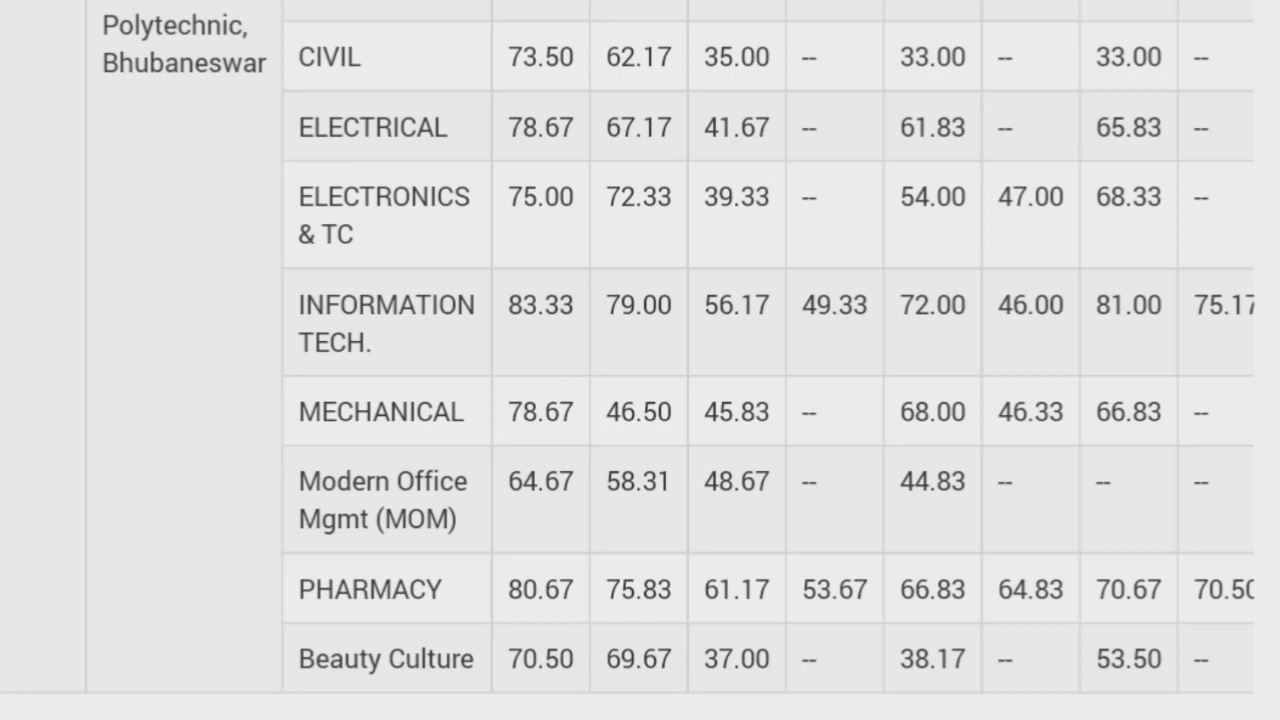 Polytechnic,
Bhubaneswar
CIVIL 73.50 62.17 35.00 -- 33.00 -- 33.00 --
ELECTRICAL 78.67 67.17 41.67 -- 61.83 -- 65.83 --
ELECTRONICS 75.00 72.33 39.33 -- 54.00 47.00 68.33 --
& TC
INFORMATION 83.33 79.00 56.17 49.33 72.00 46.00 81.00 75.17
TECH.
MECHANICAL 78.67 46.50 45.83 -- 68.00 46.33 66.83 --
Modern Office 64.67 58.31 48.67 -- 44.83 -- -- --
Mgmt (MOM)
PHARMACY 80.67 75.83 61.17 53.67 66.83 64.83 70.67 70.50
Beauty Culture 70.50 69.67 37.00 -- 38.17 -- 53.50 --